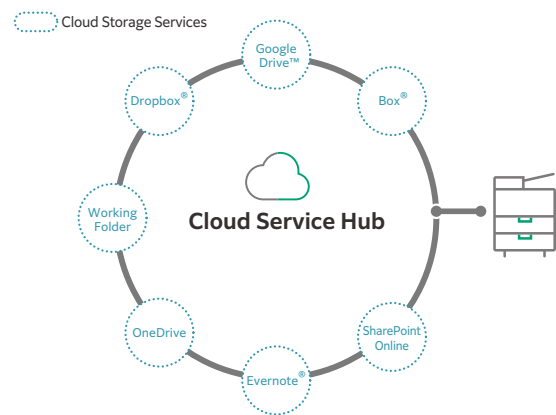 Cloud Storage Services
Google
Drive™
Dropbox®
Box®
Working
Folder
Cloud Service Hub
OneDrive
SharePoint
Online
Evernote®